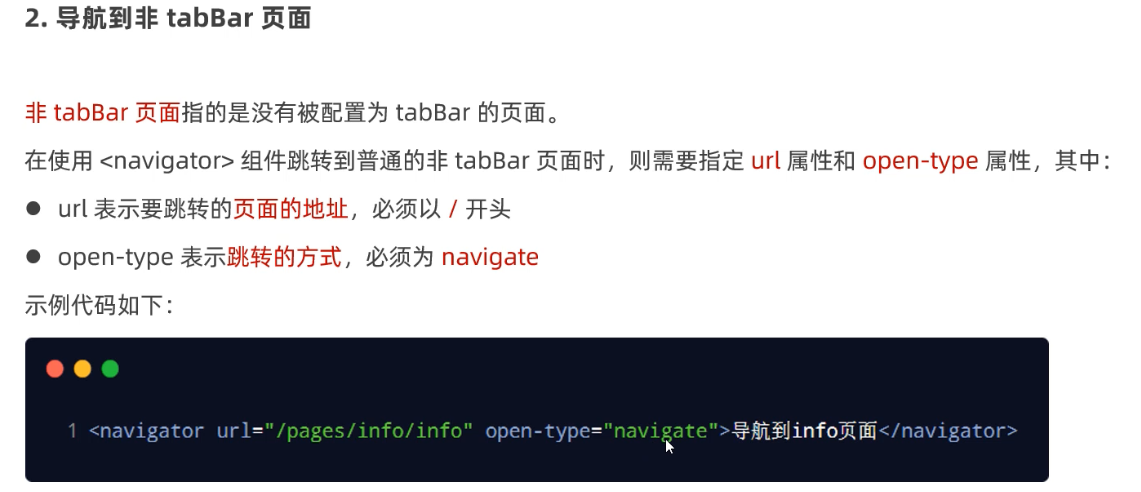 2. 导航到非 tabBar 页面
非 tabBar 页面指的是没有被配置为 tabBar 的页面。
在使用 <navigator> 组件跳转到普通的非 tabBar 页面时，则需要指定 url 属性和 open-type 属性，其中：
● url 表示要跳转的页面的地址，必须以 / 开头
● open-type 表示跳转的方式，必须为 navigate
示例代码如下：
1 <navigator url="/pages/info/info" open-type="navigate">导航到info页面</navigator>